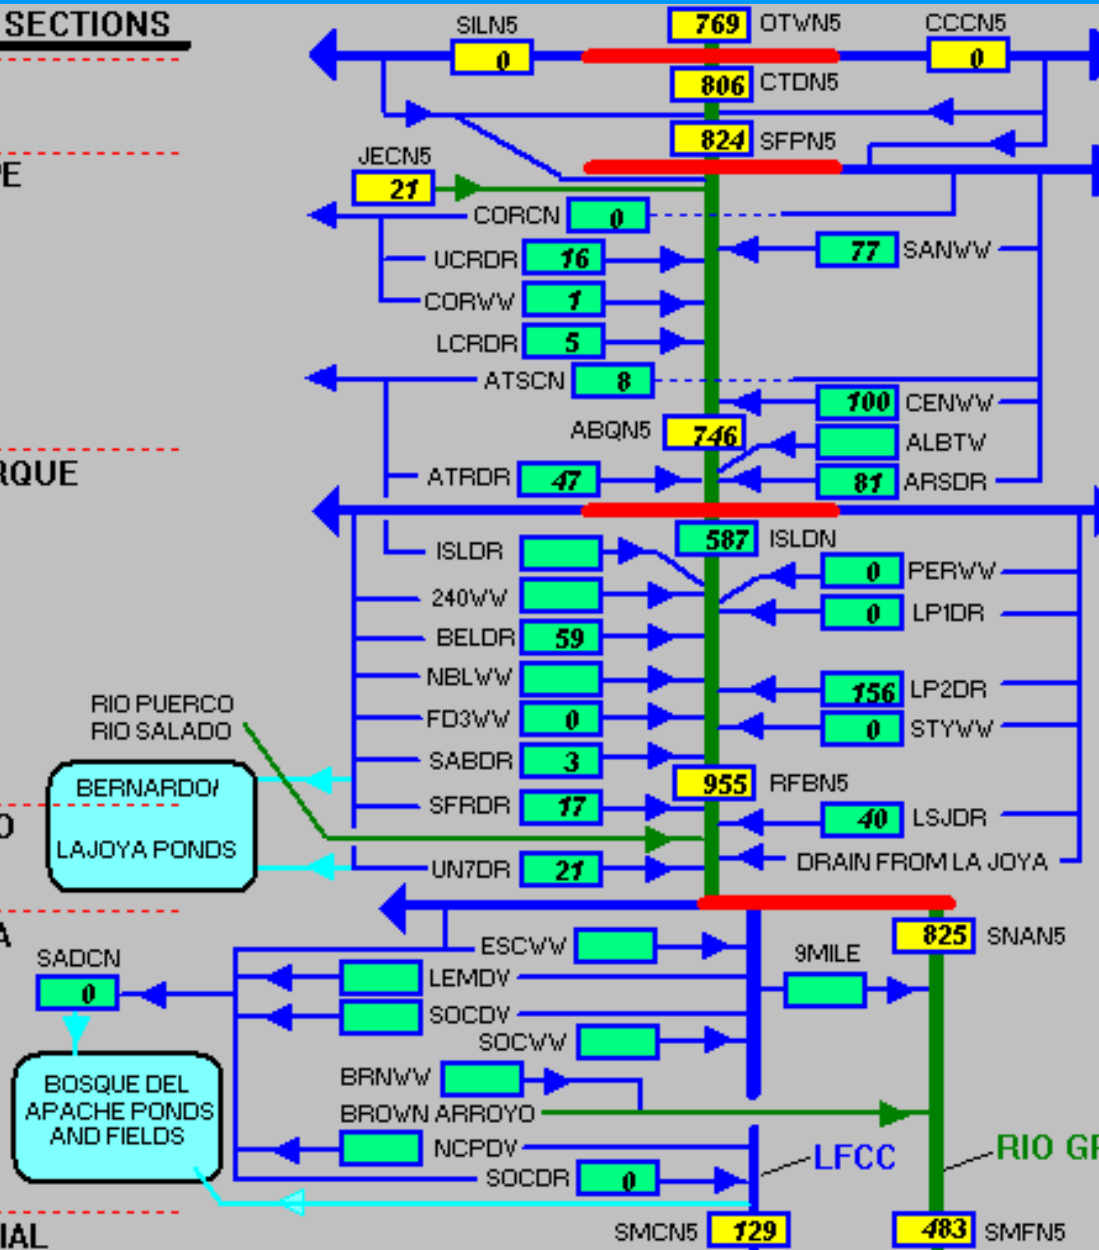 SECTIONS
SILN5 0
769 OTWN5
CCCN5 0
806 CTDN5
824 SFPN5
PE
JECN5 21
CORCN 0
UCRDR 16
77 SANWW
CORWW 1
LCRDR 5
ATSCN 8
100 CENWW
ABQN5 746
ALBTW
RQUE
ATRDR 47
81 ARSDR
587 ISLDN
ISLDR
0 PERWW
240WW
0 LP1DR
BELDR 59
NBLWW
156 LP2DR
FD3WW 0
0 STYWW
RIO PUERCO
RIO SALADO
SABDR 3
955 RFBN5
BERNARDO/
LAJOYA PONDS
SFRDR 17
40 LSJDR
O
UN7DR 21
DRAIN FROM LA JOYA
A
825 SNAN5
ESCWW
9MILE
SADCN 0
LEMDV
SOCDV
SOCWW
BRNWW
BOSQUE DEL
APACHE PONDS
AND FIELDS
BROWN ARROYO
NCPDV
LFCC
RIO GR
SOCDR 0
IAL
SMCN5 129
483 SMFN5